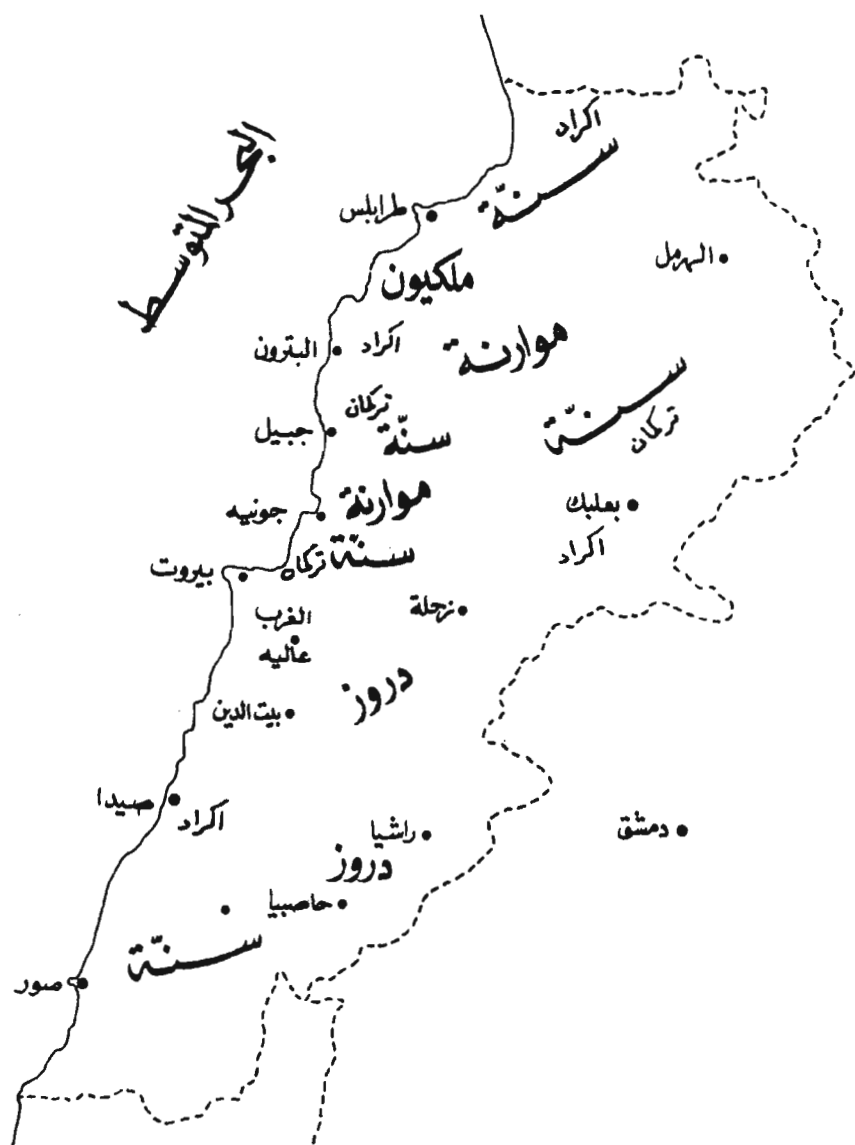 البحر المتوسط
اكراد
سنّة
طرابلس
الهرمل
ملكيون
موارنة
اكراد
البترون
سنّة
تركمان
تركمان
سنّة
جبيل
موارنة
جونيه
بعلبك
اكراد
سنّة
تركمان
بيروت
زحلة
الغرب
عاليه
دروز
بيت الدين
صيدا
اكراد
راشيا
دمشق
دروز
حاصبيا
سنّة
صور